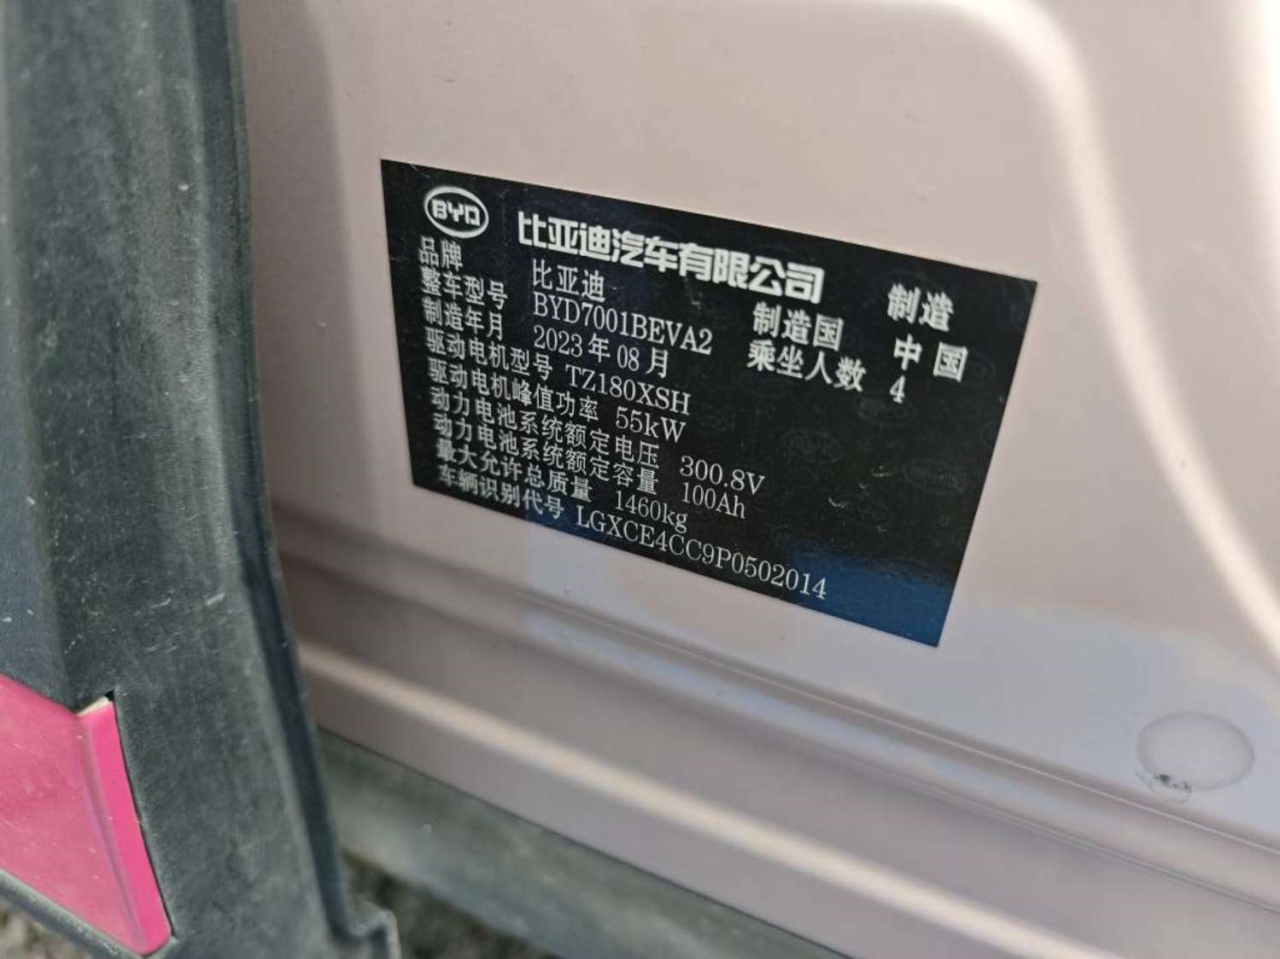 BYD 比亚迪汽车有限公司 制造
品牌 比亚迪 制造国 中国
整车型号 BYD7001BEVA2 乘坐人数 4
制造年月 2023年08月
驱动电机型号 TZ180XSH
驱动电机峰值功率 55kW
动力电池系统额定电压 300.8V
动力电池系统额定容量 100Ah
最大允许总质量 1460kg
车辆识别代号 LGXCE4CC9P0502014